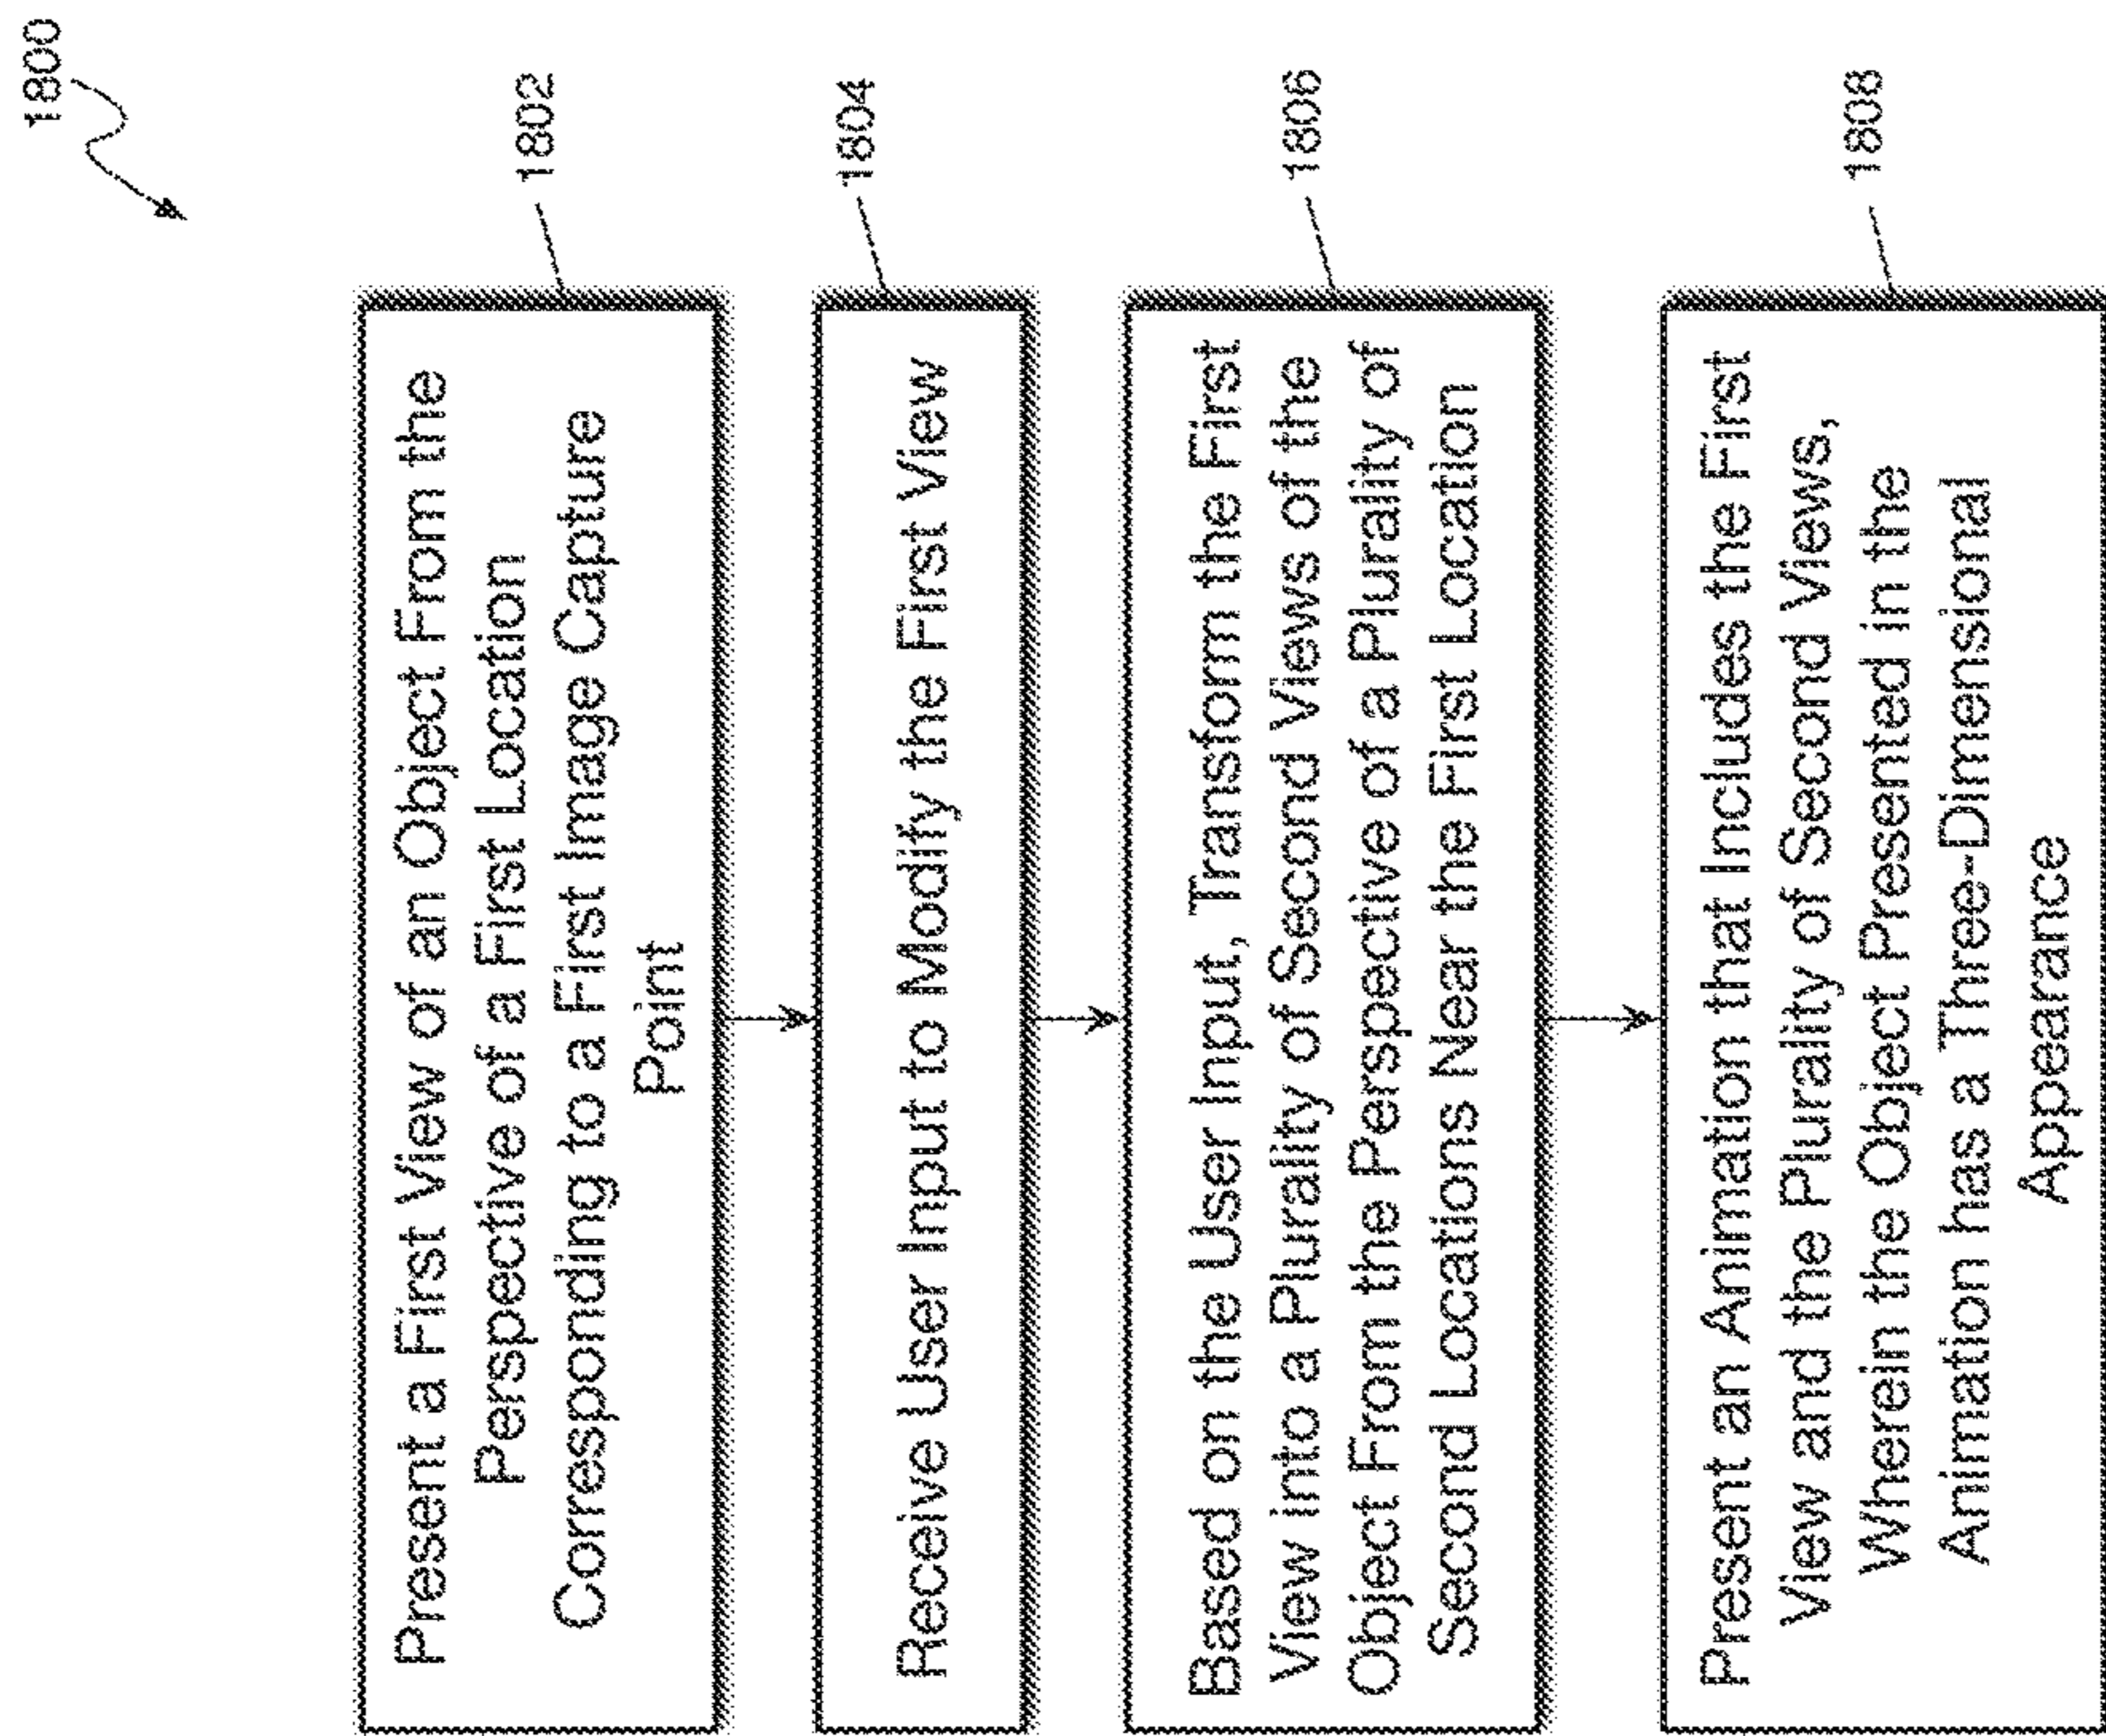 1800
Present a First View of an Object From the
Perspective of a First Location
Corresponding to a First Image Capture
Point
1802
Receive User Input to Modify the First View
1804
Based on the User Input, Transform the First
View into a Plurality of Second Views of the
Object From the Perspective of a Plurality of
Second Locations Near the First Location
1806
Present an Animation that Includes the First
View and the Plurality of Second Views,
Wherein the Object Presented in the
Animation has a Three-Dimensional
Appearance
1808